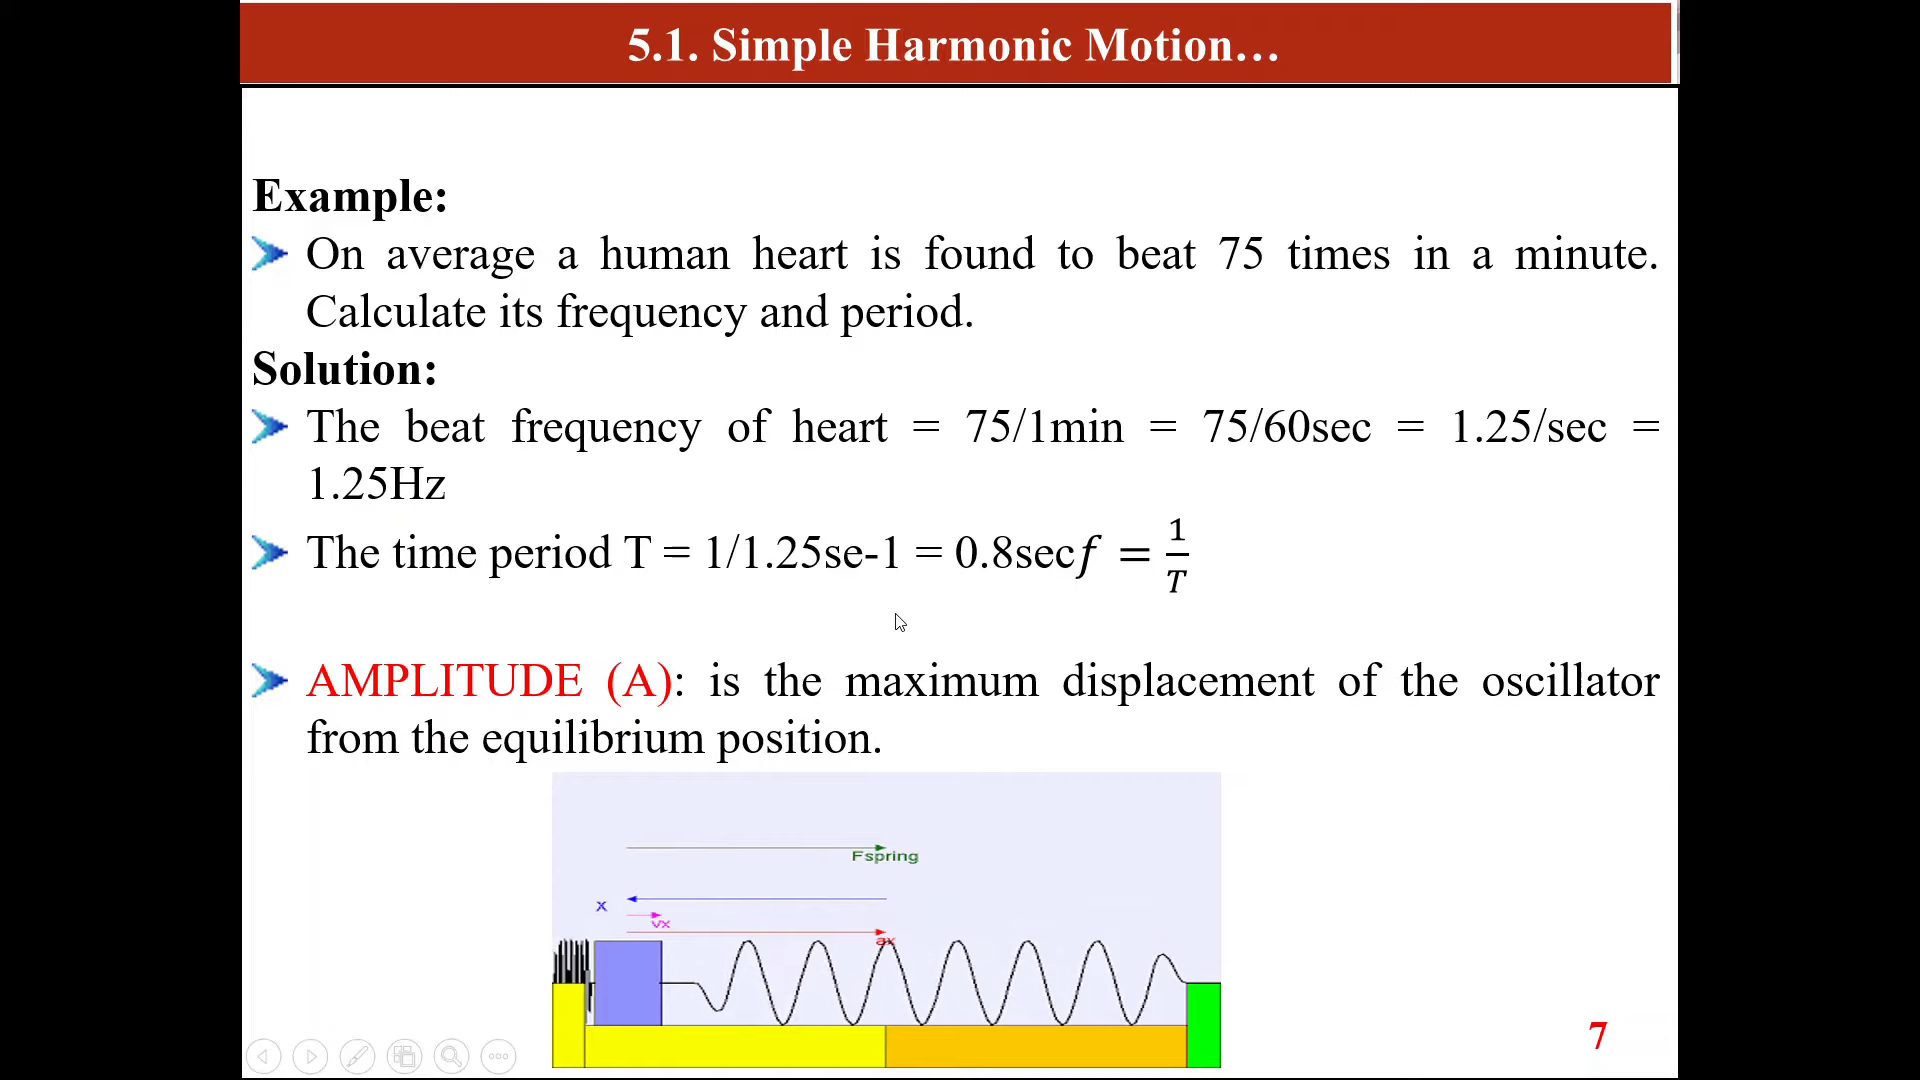 5.1. Simple Harmonic Motion…
Example:
On average a human heart is found to beat 75 times in a minute.
Calculate its frequency and period.
Solution:
The beat frequency of heart = 75/1min = 75/60sec = 1.25/sec =
1.25Hz
The time period T = 1/1.25se-1 = 0.8sec𝑓 = 1/𝑇
AMPLITUDE (A): is the maximum displacement of the oscillator
from the equilibrium position.
Fspring
x
vx
ax
7